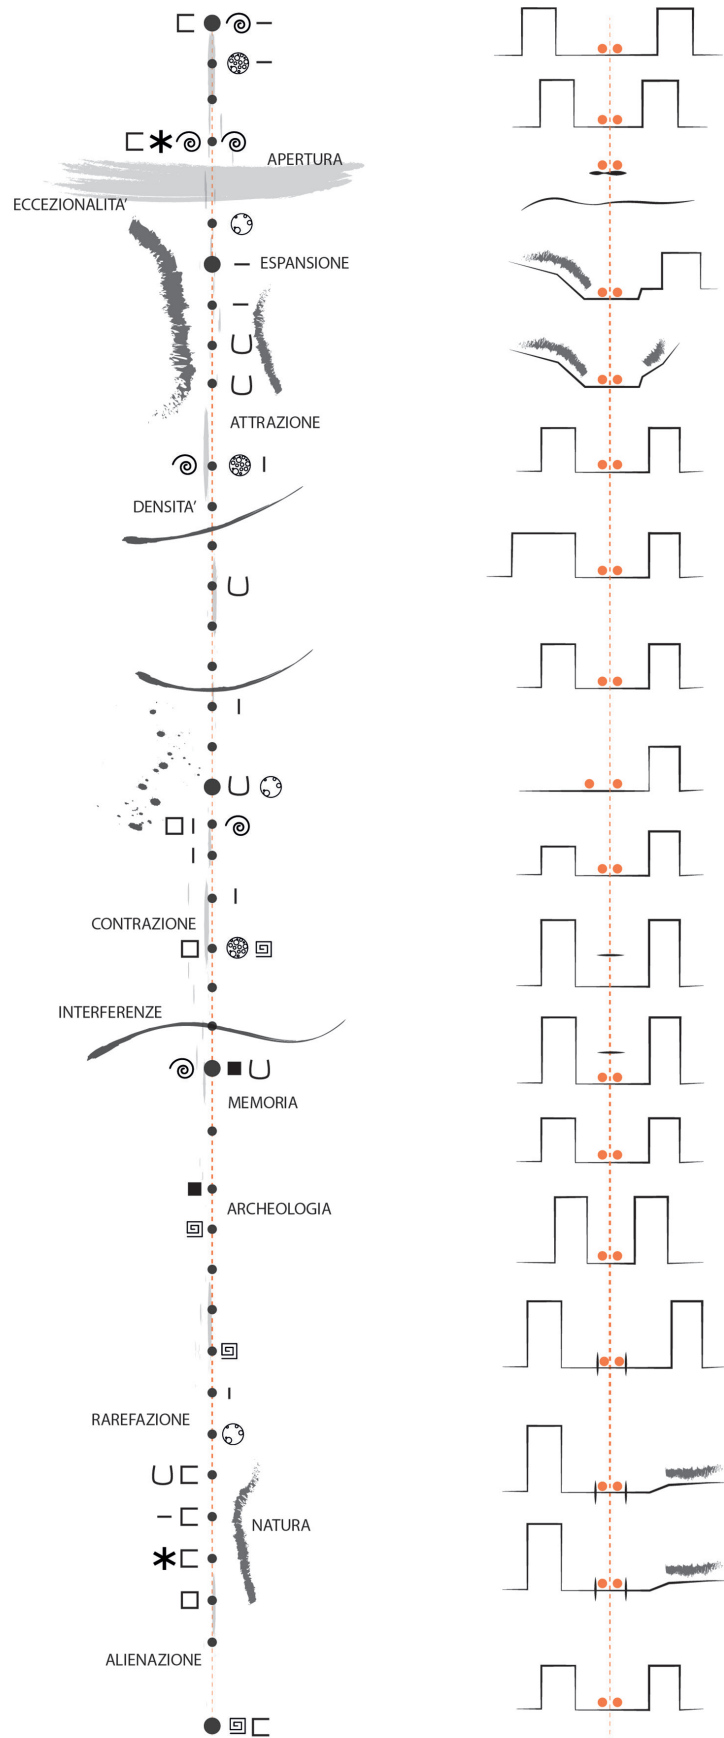 APERTURA
ECCEZIONALITA'
ESPANSIONE
ATTRAZIONE
DENSITA'
CONTRAZIONE
INTERFERENZE
MEMORIA
ARCHEOLOGIA
RAREFAZIONE
NATURA
ALIENAZIONE